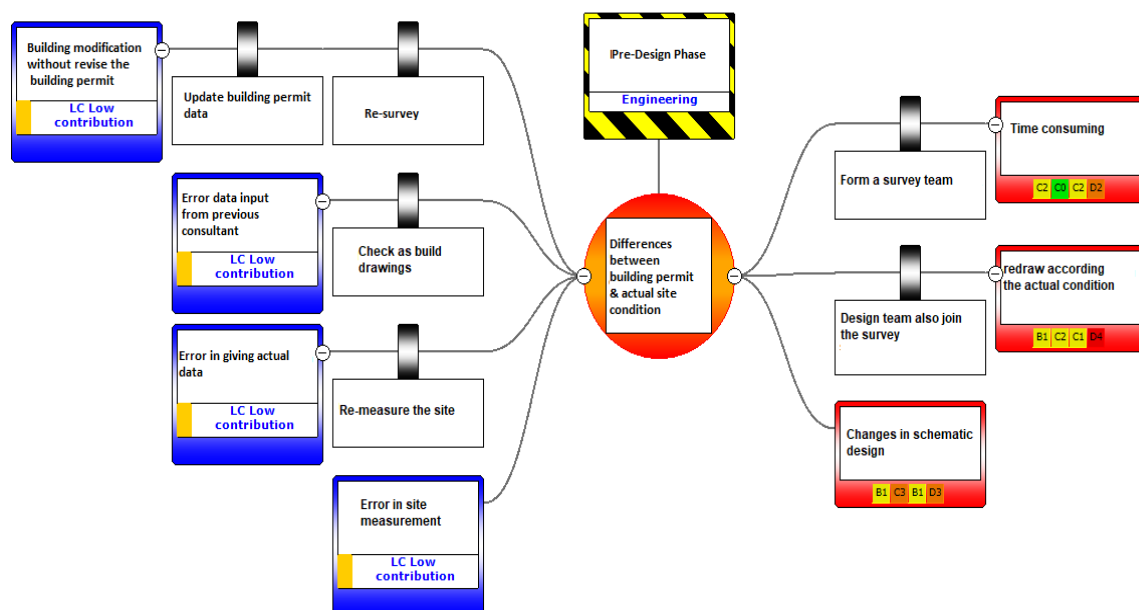 Building modification
without revise the
building permit
LC Low
contribution
Update building permit
data
Re-survey
Error data input
from previous
consultant
LC Low
contribution
Check as build
drawings
Error in giving actual
data
LC Low
contribution
Re-measure the site
Error in site
measurement
LC Low
contribution
IPre-Design Phase
Engineering
Differences
between
building permit
& actual site
condition
Form a survey team
Time consuming
C2 C0 C2 D2
Design team also join
the survey
redraw according
the actual condition
B1 C2 C1 D4
Changes in schematic
design
B1 C3 B1 D3